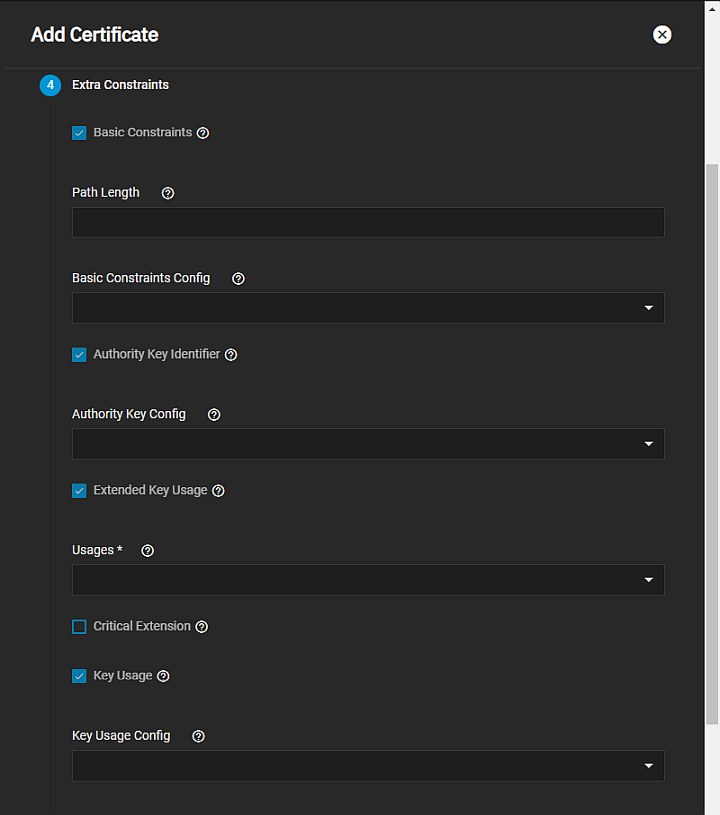 Add Certificate
4 Extra Constraints
Basic Constraints
Path Length
Basic Constraints Config
Authority Key Identifier
Authority Key Config
Extended Key Usage
Usages *
Critical Extension
Key Usage
Key Usage Config